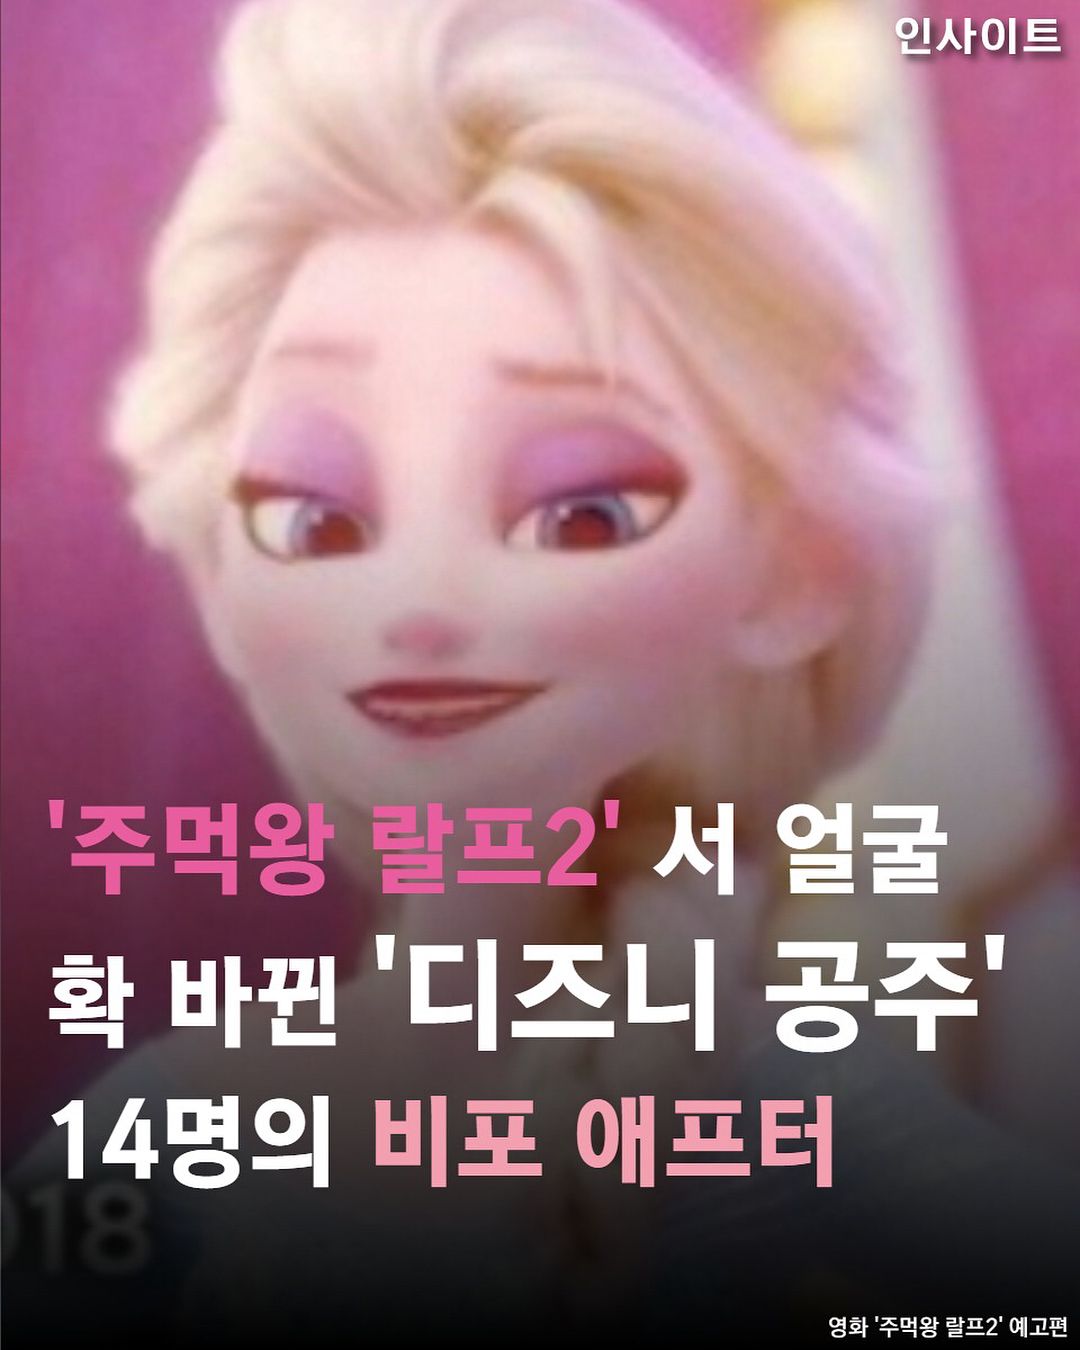 인사이트
'주먹왕 랄프2' 서 얼굴
확 바뀐 '디즈니 공주'
14명의 비포 애프터
018
영화 '주먹왕 랄프2' 예고편